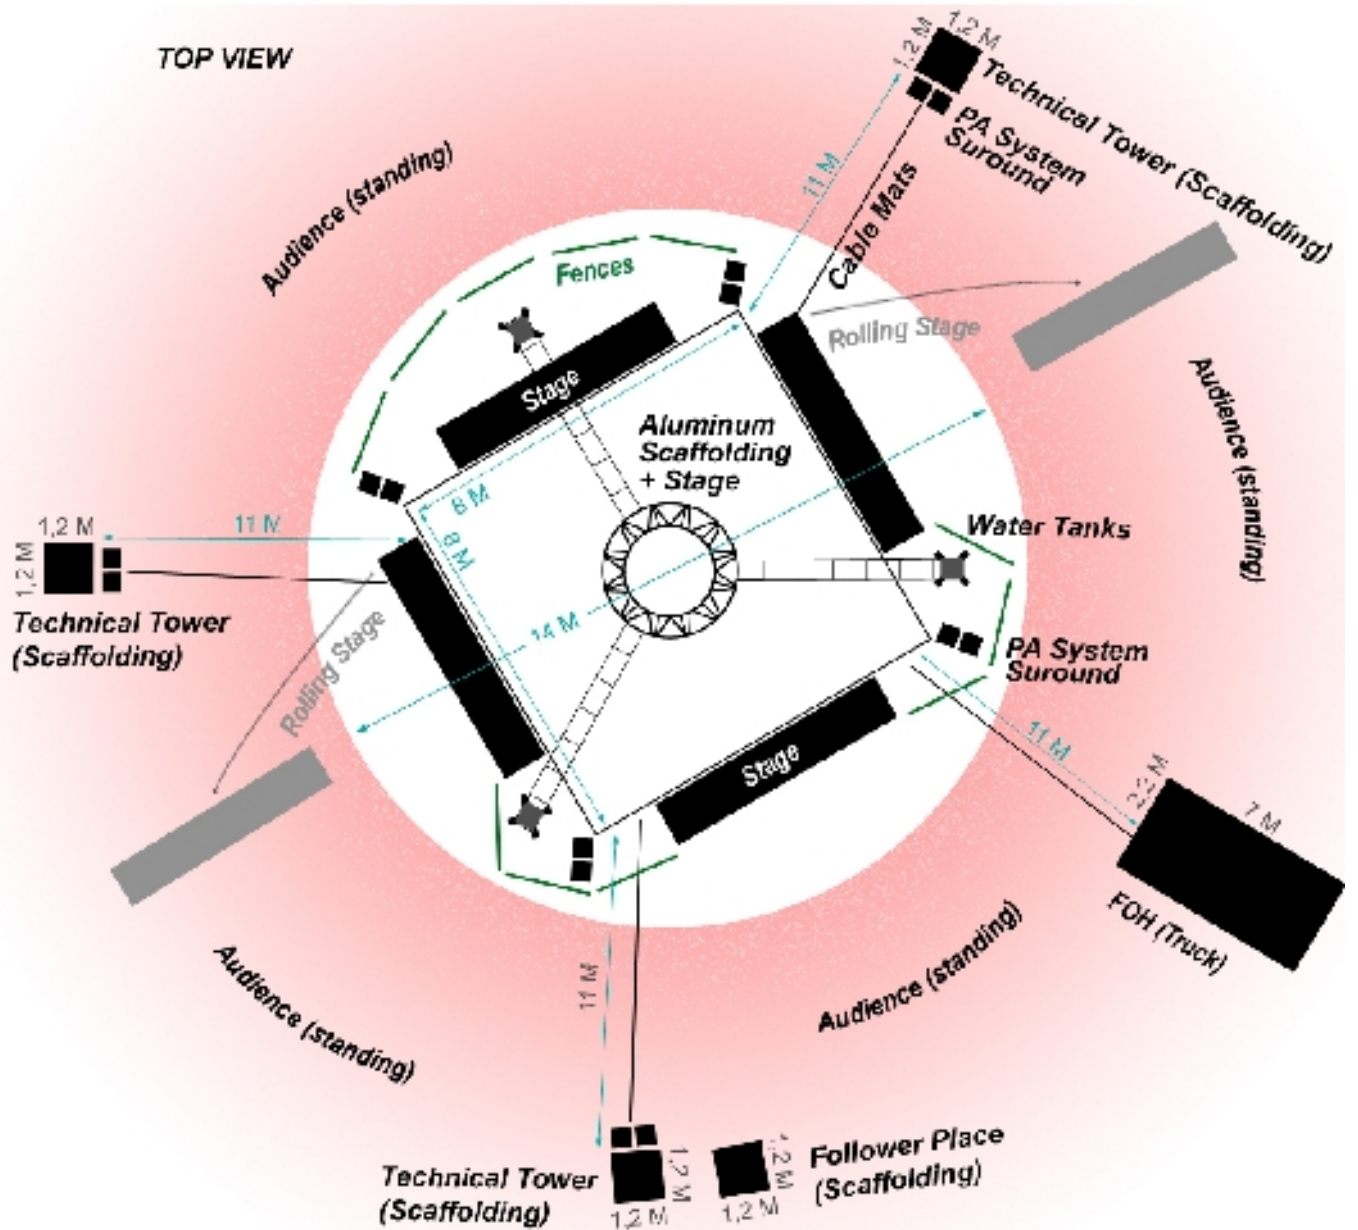 TOP VIEW
1,2 M
1,2 M
Technical Tower (Scaffolding)
PA System
Suround
11 M
Cable Mats
Audience (standing)
Fences
Rolling Stage
Stage
Audience (standing)
Aluminum
Scaffolding
+ Stage
8 M
8 M
14 M
Water Tanks
1,2 M
1,2 M
11 M
Technical Tower
(Scaffolding)
Rolling Stage
PA System
Suround
Stage
11 M
2,2 M
7 M
FOH (Truck)
Audience (standing)
Audience (standing)
11 M
Technical Tower
(Scaffolding)
1,2 M
1,2 M
1,2 M
1,2 M
Follower Place
(Scaffolding)